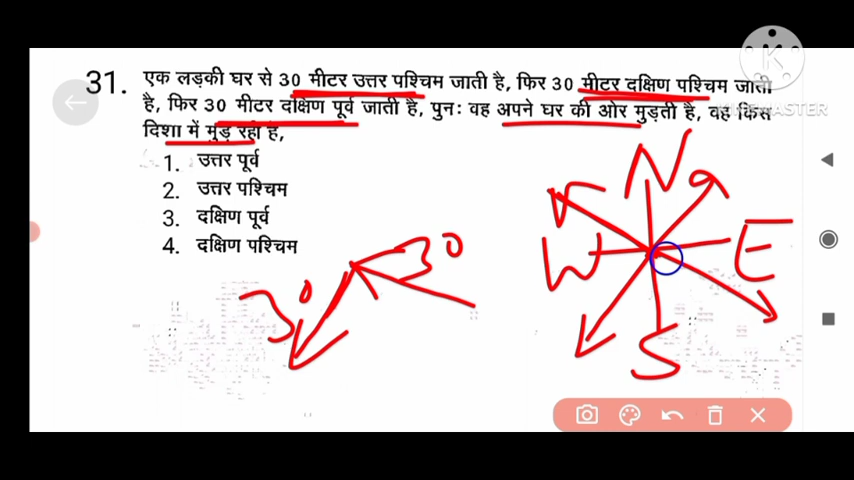 31. एक लड़की घर से 30 मीटर उत्तर पश्चिम जाती है, फिर 30 मीटर दक्षिण पश्चिम जाती
है, फिर 30 मीटर दक्षिण पूर्व जाती है, पुनः वह अपने घर की ओर मुड़ती है, वह किस
दिशा में मुड़ रही है,
1. उत्तर पूर्व
2. उत्तर पश्चिम
3. दक्षिण पूर्व
4. दक्षिण पश्चिम
N
W E
S
30
30
K